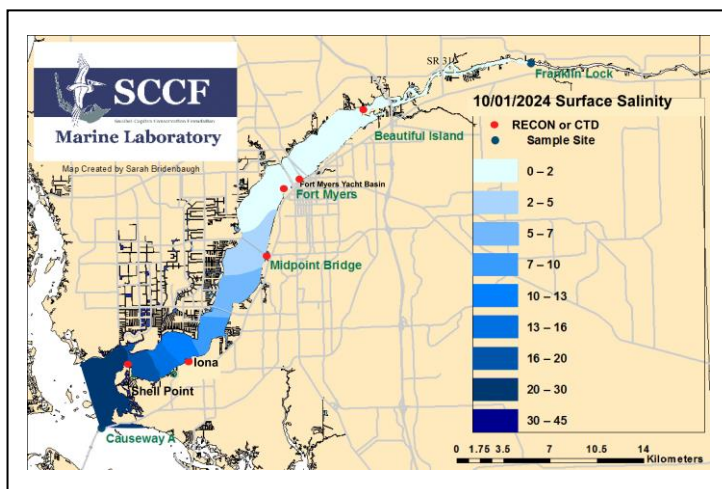 SCCF
Marine Laboratory
Map Created by Sarah Bridenbaugh
I-75
SR 31
Franklin Lock
Beautiful Island
Fort Myers Yacht Basin
Fort Myers
Midpoint Bridge
Iona
Shell Point
Causeway A
10/01/2024 Surface Salinity
RECON or CTD
Sample Site
0 – 2
2 – 5
5 – 7
7 – 10
10 – 13
13 – 16
16 – 20
20 – 30
30 – 45
0 1.75 3.5 7 10.5 14
Kilometers